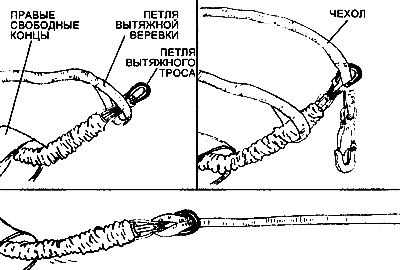 ПРАВЫЕ
СВОБОДНЫЕ
КОНЦЫ
ПЕТЛЯ
ВЫТЯЖНОЙ
ВЕРЕВКИ
ПЕТЛЯ
ВЫТЯЖНОГО
ТРОСА
ЧЕХОЛ